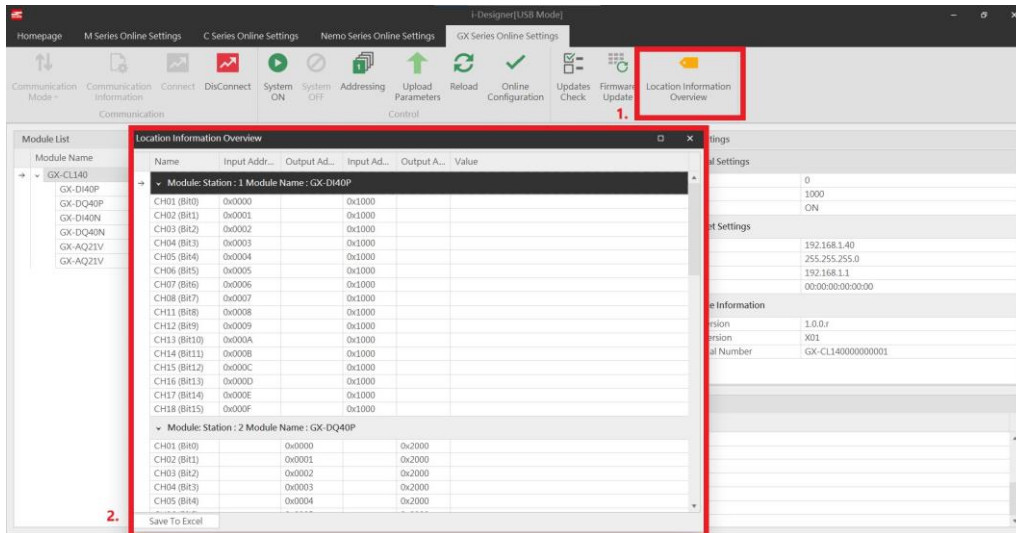 i-Designer[USB Mode]
Homepage M Series Online Settings C Series Online Settings Nemo Series Online Settings GX Series Online Settings
Communication Mode Communication Information Connect DisConnect System ON System OFF Addressing Upload Parameters Reload Online Configuration Updates Check Firmware Update Location Information Overview
Communication Control 1.
Module List
Module Name
GX-CL140
GX-DI40P
GX-DQ40P
GX-DI40N
GX-DQ40N
GX-AQ21V
GX-AQ21V
Location Information Overview
Name Input Addr... Output Ad... Input Ad... Output A... Value
Module: Station : 1 Module Name : GX-DI40P
CH01 (Bit0) 0x0000 0x1000
CH02 (Bit1) 0x0001 0x1000
CH03 (Bit2) 0x0002 0x1000
CH04 (Bit3) 0x0003 0x1000
CH05 (Bit4) 0x0004 0x1000
CH06 (Bit5) 0x0005 0x1000
CH07 (Bit6) 0x0006 0x1000
CH08 (Bit7) 0x0007 0x1000
CH11 (Bit8) 0x0008 0x1000
CH12 (Bit9) 0x0009 0x1000
CH13 (Bit10) 0x000A 0x1000
CH14 (Bit11) 0x000B 0x1000
CH15 (Bit12) 0x000C 0x1000
CH16 (Bit13) 0x000D 0x1000
CH17 (Bit14) 0x000E 0x1000
CH18 (Bit15) 0x000F 0x1000
Module: Station : 2 Module Name : GX-DQ40P
CH01 (Bit0) 0x0000 0x2000
CH02 (Bit1) 0x0001 0x2000
CH03 (Bit2) 0x0002 0x2000
CH04 (Bit3) 0x0003 0x2000
CH05 (Bit4) 0x0004 0x2000
2. Save To Excel
ttings
al Settings
0
1000
ON
et Settings
192.168.1.40
255.255.255.0
192.168.1.1
00:00:00:00:00:00
e Information
ersion 1.0.0.r
ersion X01
al Number GX-CL140000000001